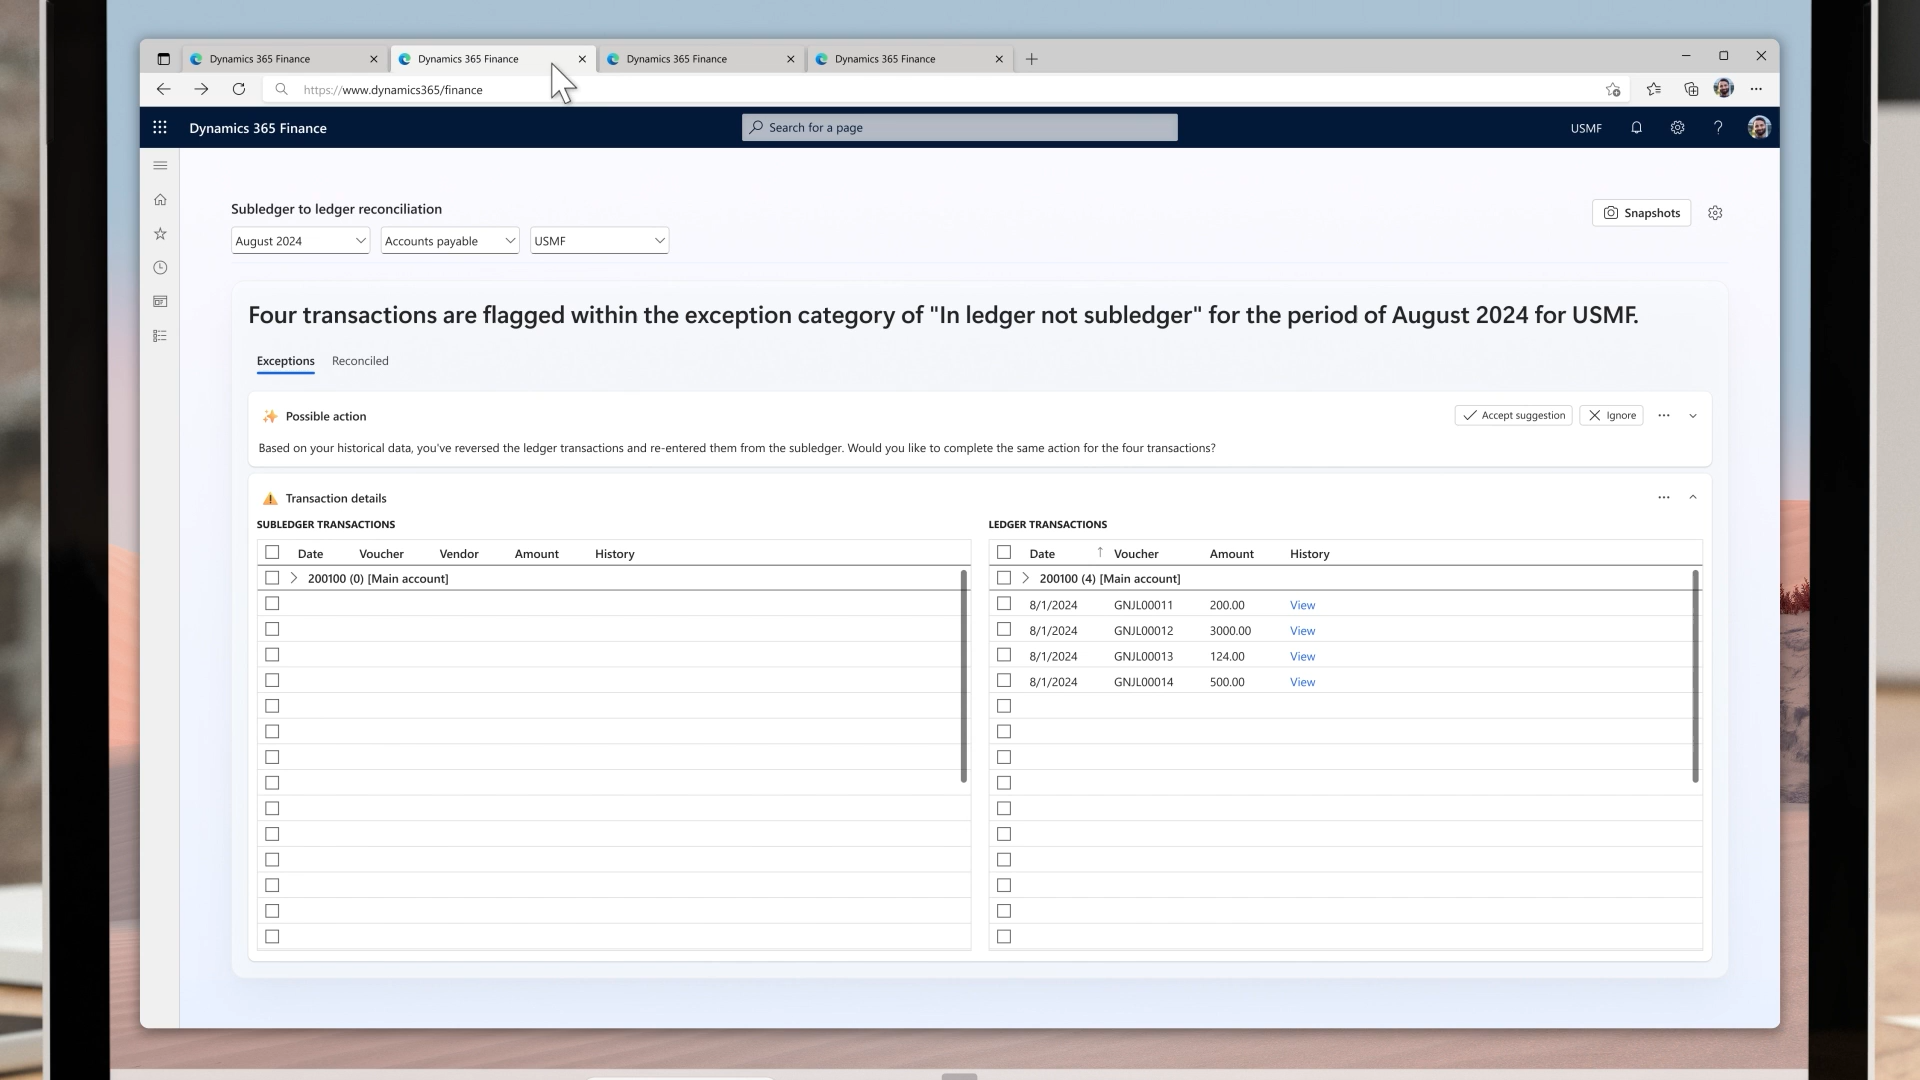 Dynamics 365 Finance
Dynamics 365 Finance
Dynamics 365 Finance
Dynamics 365 Finance
https://www.dynamics365/finance
Dynamics 365 Finance
Search for a page
USMF
Subledger to ledger reconciliation
Snapshots
August 2024
Accounts payable
USMF
Four transactions are flagged within the exception category of "In ledger not subledger" for the period of August 2024 for USMF.
Exceptions
Reconciled
Possible action
Accept suggestion
Ignore
Based on your historical data, you've reversed the ledger transactions and re-entered them from the subledger. Would you like to complete the same action for the four transactions?
Transaction details
SUBLEDGER TRANSACTIONS
Date Voucher Vendor Amount History
200100 (0) [Main account]
LEDGER TRANSACTIONS
Date Voucher Amount History
200100 (4) [Main account]
8/1/2024 GNJL00011 200.00 View
8/1/2024 GNJL00012 3000.00 View
8/1/2024 GNJL00013 124.00 View
8/1/2024 GNJL00014 500.00 View